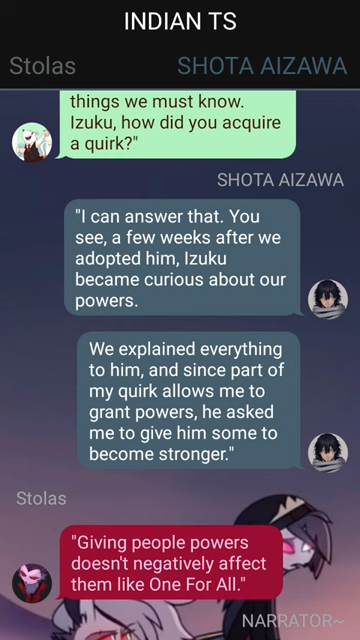 INDIAN TS
Stolas
SHOTA AIZAWA
things we must know.
Izuku, how did you acquire
a quirk?"
SHOTA AIZAWA
"I can answer that. You
see, a few weeks after we
adopted him, Izuku
became curious about our
powers.
We explained everything
to him, and since part of
my quirk allows me to
grant powers, he asked
me to give him some to
become stronger."
Stolas
"Giving people powers
doesn't negatively affect
them like One For All."
NARRATOR~